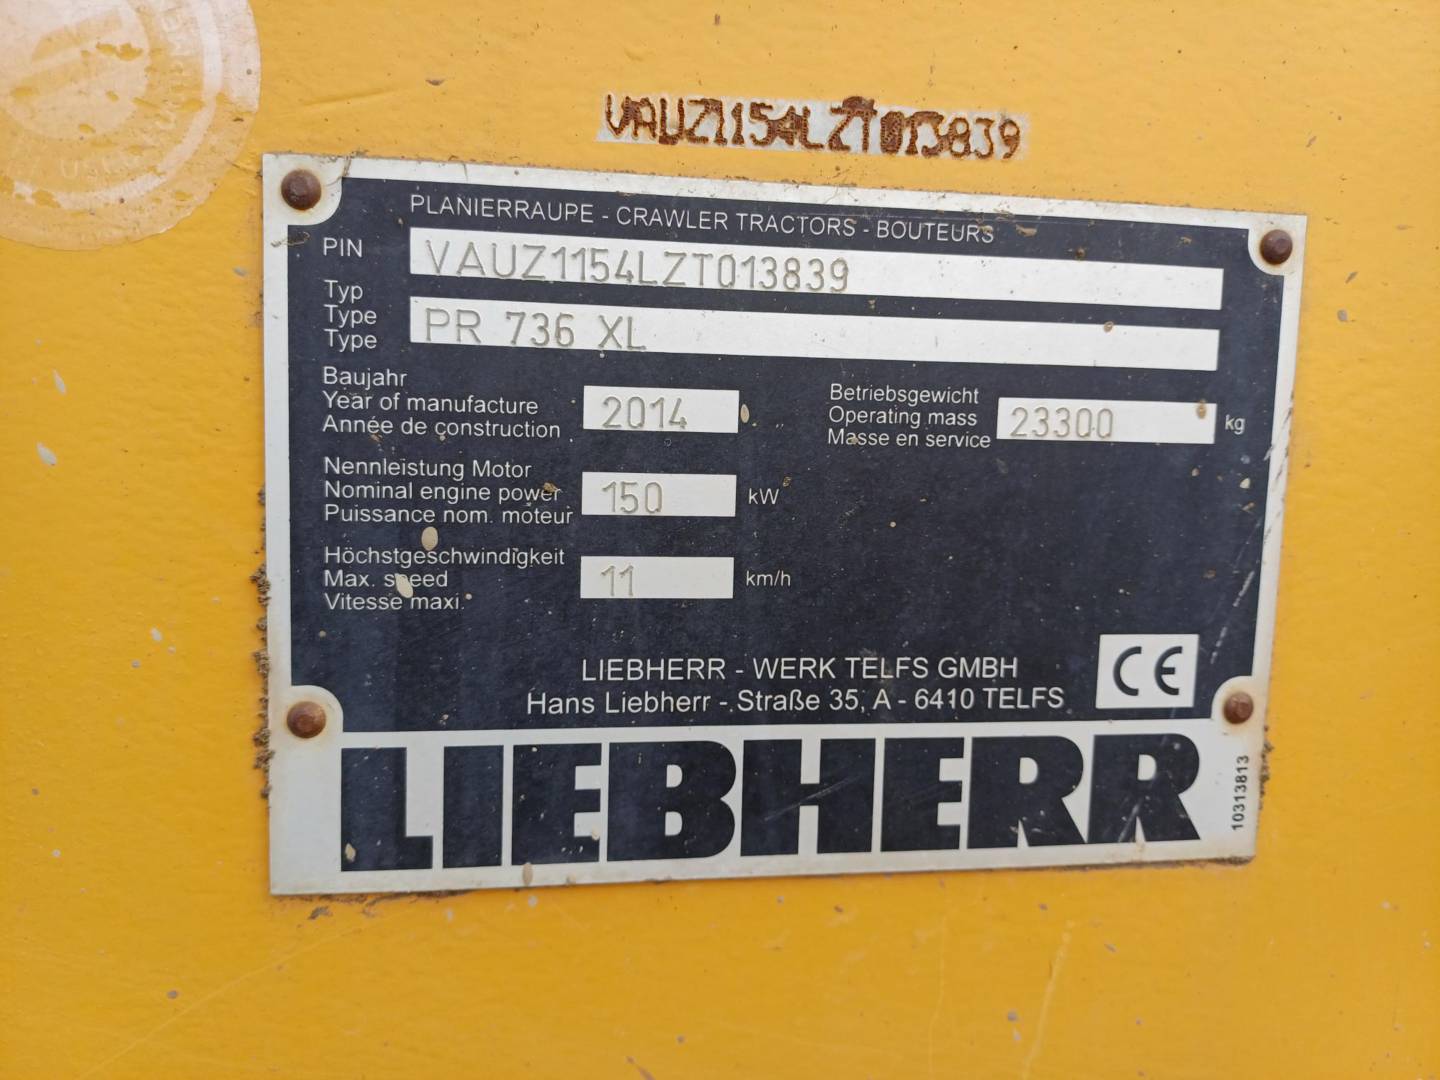 VAUZ1154LZT013839
PLANIERRAUPE - CRAWLER TRACTORS - BOUTEURS
PIN VAUZ1154LZT013839
Typ
Type PR 736 XL
Type
Baujahr
Year of manufacture 2014
Année de construction
Betriebsgewicht
Operating mass 23300 kg
Masse en service
Nennleistung Motor
Nominal engine power 150 kW
Puissance nom. moteur
Höchstgeschwindigkeit
Max. speed 11 km/h
Vitesse maxi.
LIEBHERR - WERK TELFS GMBH
Hans Liebherr - Straße 35, A - 6410 TELFS
CE
LIEBHERR
10313813